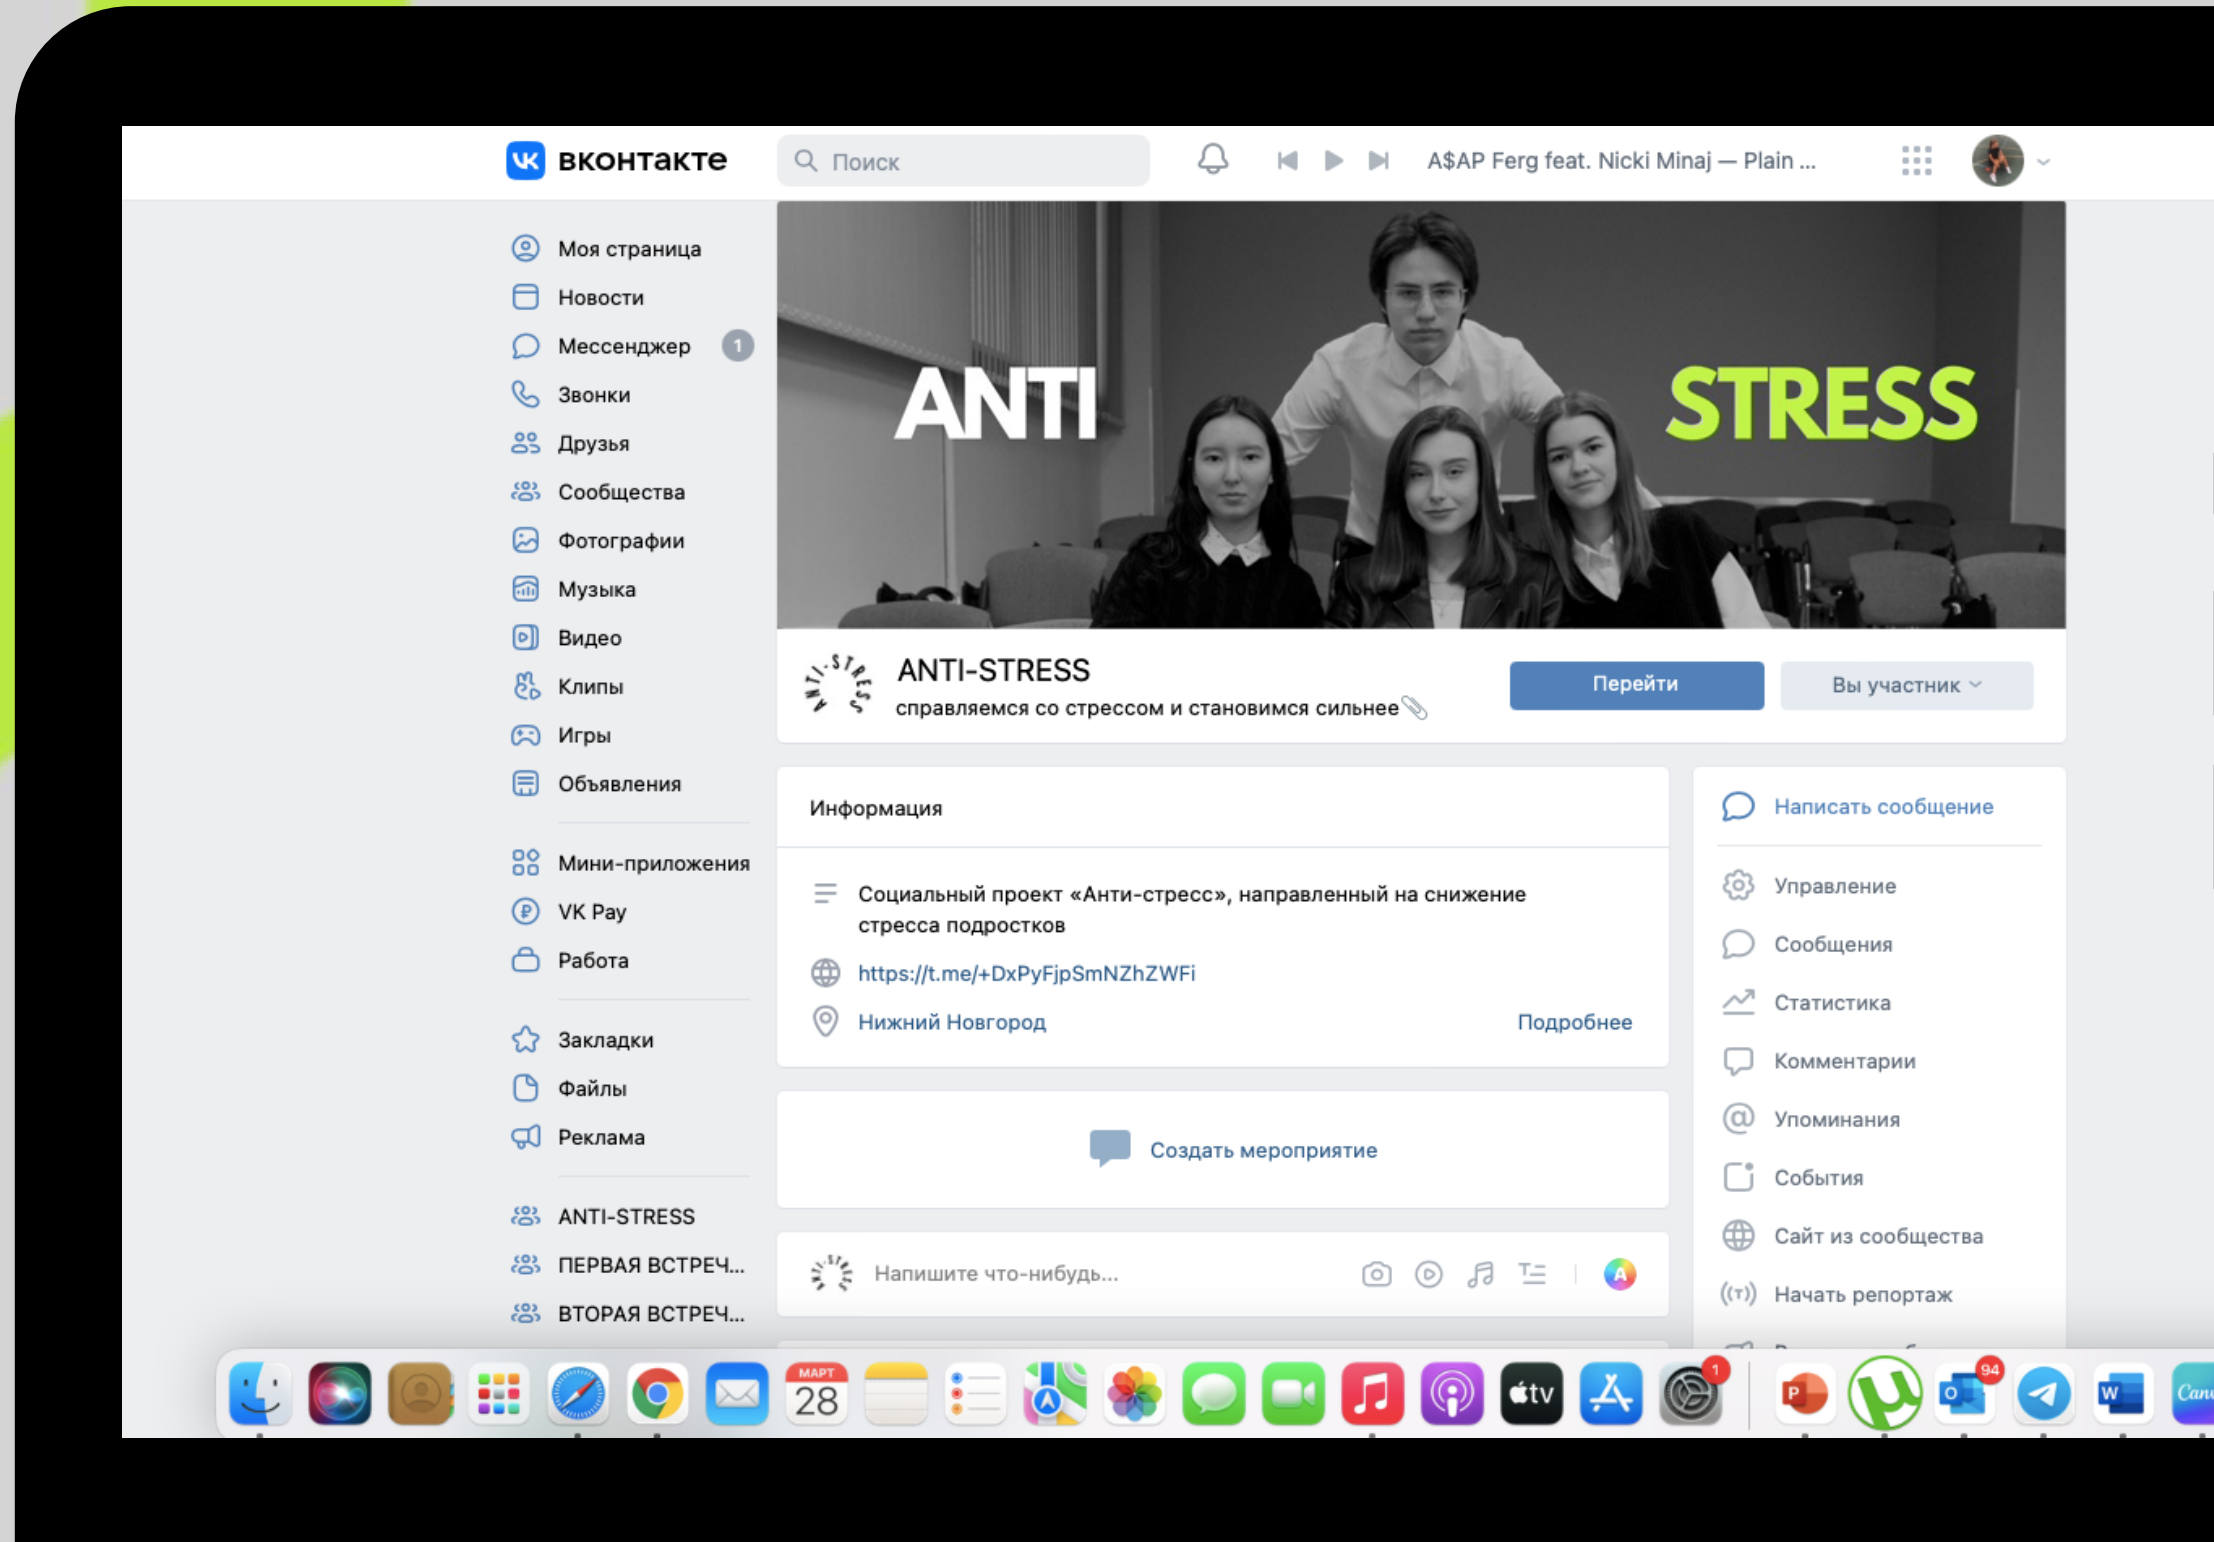 вконтакте
Поиск
A$AP Ferg feat. Nicki Minaj — Plain ...
Моя страница
Новости
Мессенджер 1
Звонки
Друзья
Сообщества
Фотографии
Музыка
Видео
Клипы
Игры
Объявления
Мини-приложения
VK Pay
Работа
Закладки
Файлы
Реклама
ANTI-STRESS
ПЕРВАЯ ВСТРЕЧ...
ВТОРАЯ ВСТРЕЧ...
ANTI STRESS
ANTI-STRESS
ANTI-STRESS
справляемся со стрессом и становимся сильнее
Перейти
Вы участник
Информация
Социальный проект «Анти-стресс», направленный на снижение
стресса подростков
https://t.me/+DxPyFjpSmNZhZWFi
Нижний Новгород
Подробнее
Создать мероприятие
Напишите что-нибудь...
Написать сообщение
Управление
Сообщения
Статистика
Комментарии
Упоминания
События
Сайт из сообщества
Начать репортаж
МАРТ
28
tv
1
P
94
O
W